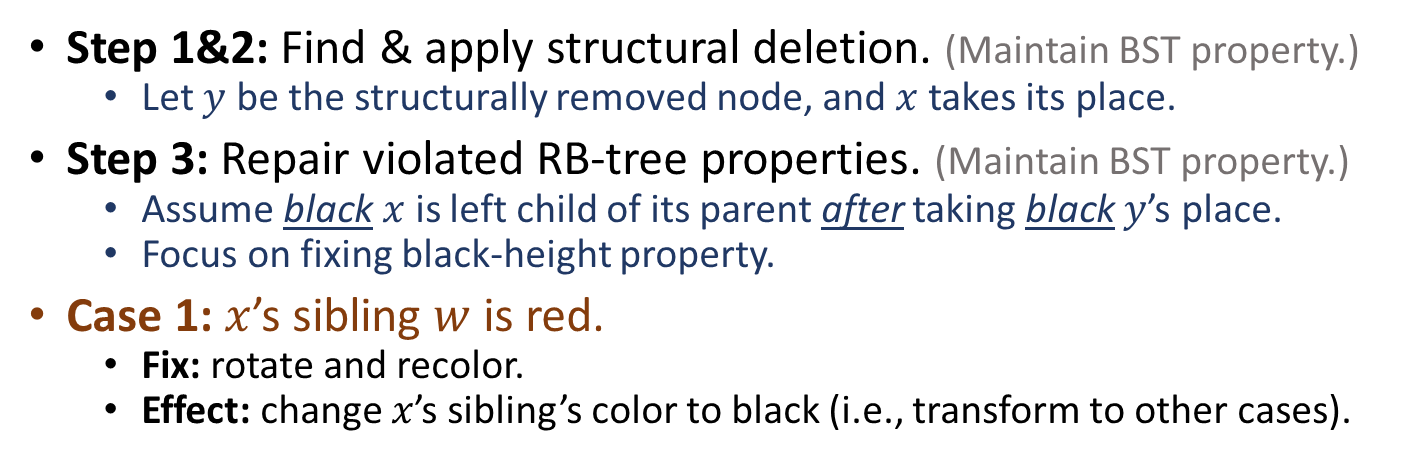 • Step 1&2: Find & apply structural deletion. (Maintain BST property.)
• Let y be the structurally removed node, and x takes its place.
• Step 3: Repair violated RB-tree properties. (Maintain BST property.)
• Assume black x is left child of its parent after taking black y’s place.
• Focus on fixing black-height property.
• Case 1: x’s sibling w is red.
• Fix: rotate and recolor.
• Effect: change x’s sibling’s color to black (i.e., transform to other cases).